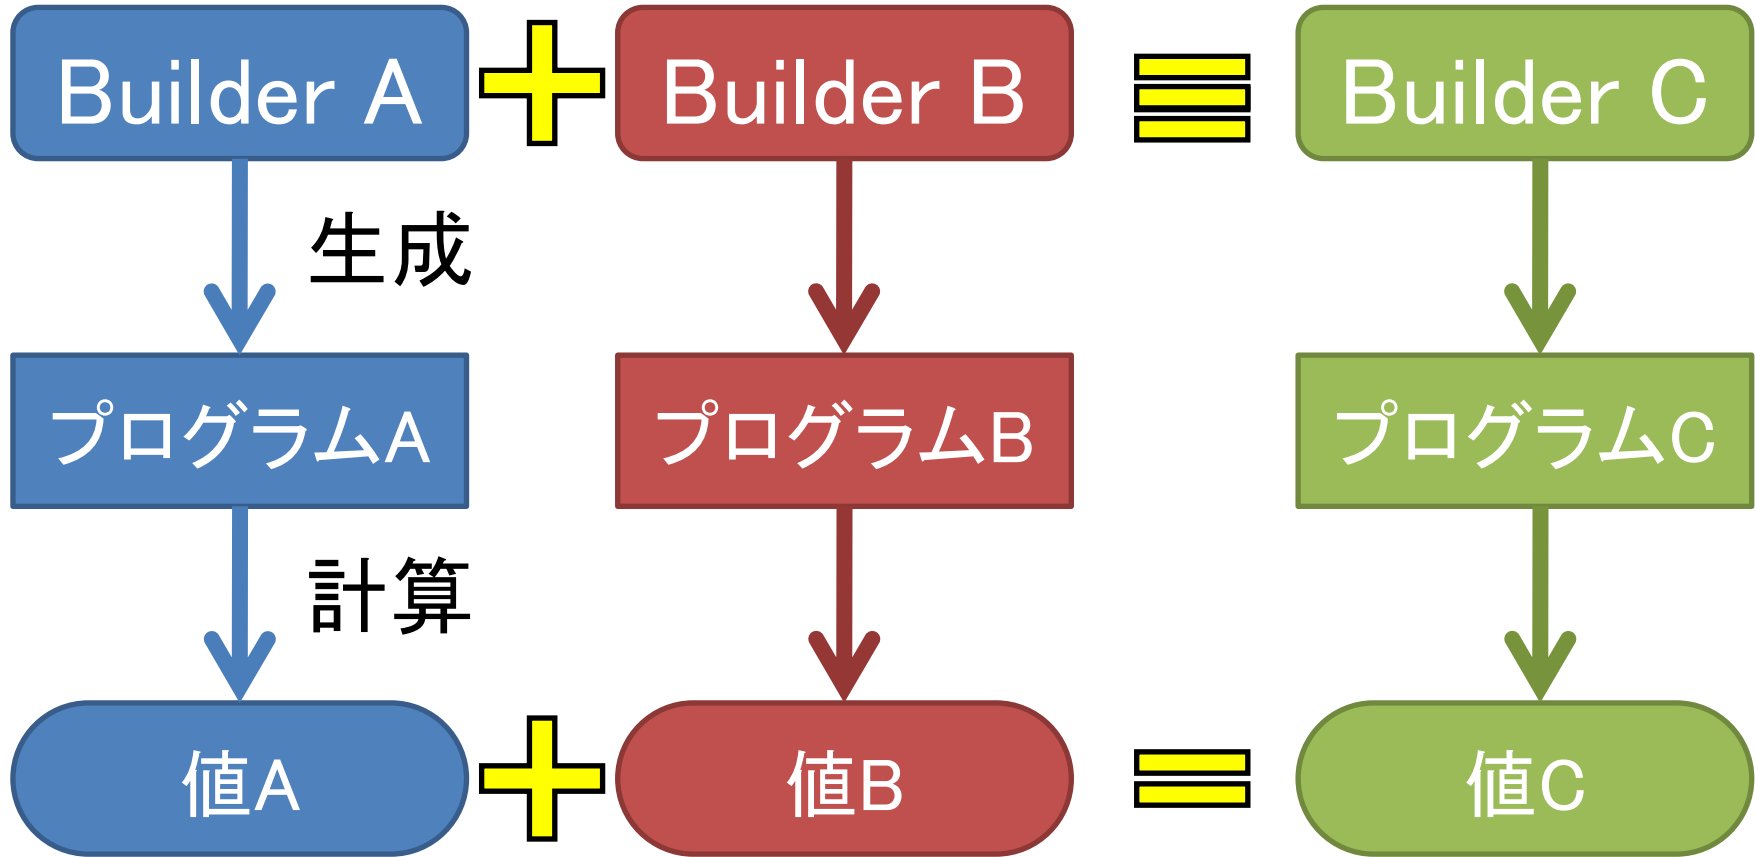 Builder A
Builder B
Builder C
生成
プログラムA
プログラムB
プログラムC
計算
値A
値B
値C